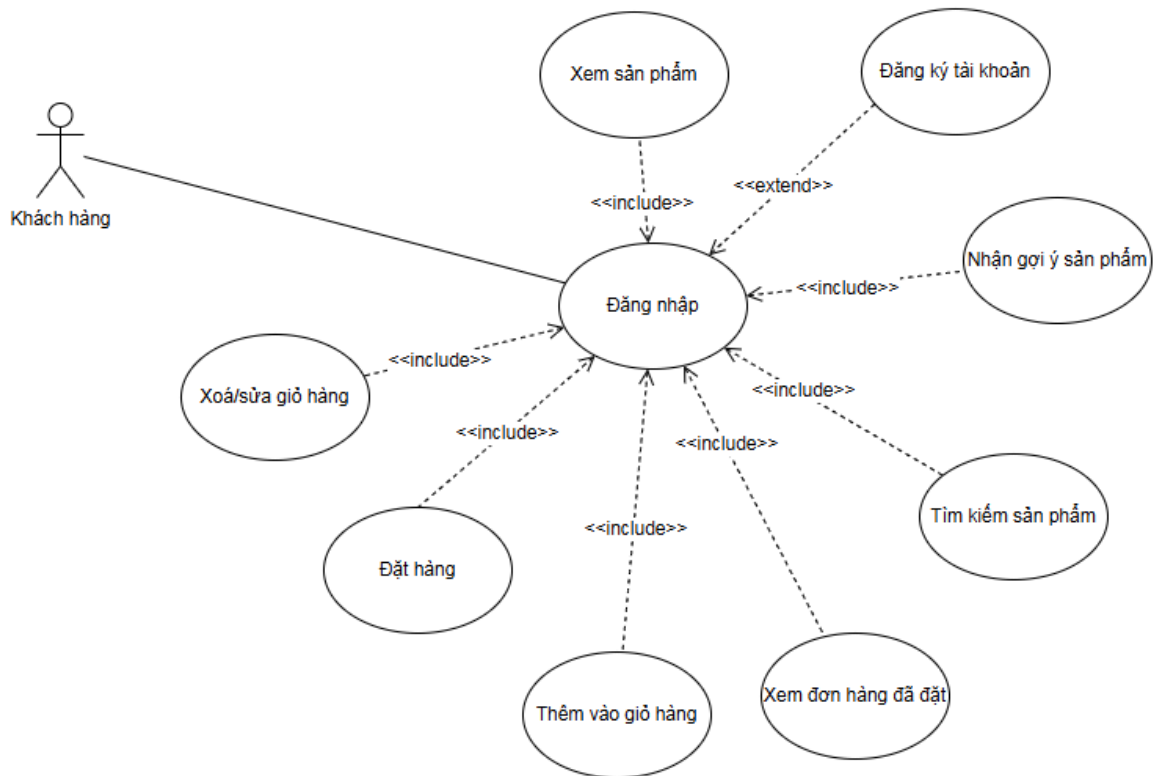 Xem sản phẩm
Đăng ký tài khoản
<<extend>>
<<include>>
Khách hàng
Nhận gợi ý sản phẩm
<<include>>
Đăng nhập
<<include>>
Xoá/sửa giỏ hàng
<<include>>
<<include>>
<<include>>
Tìm kiếm sản phẩm
<<include>>
Đặt hàng
Xem đơn hàng đã đặt
Thêm vào giỏ hàng